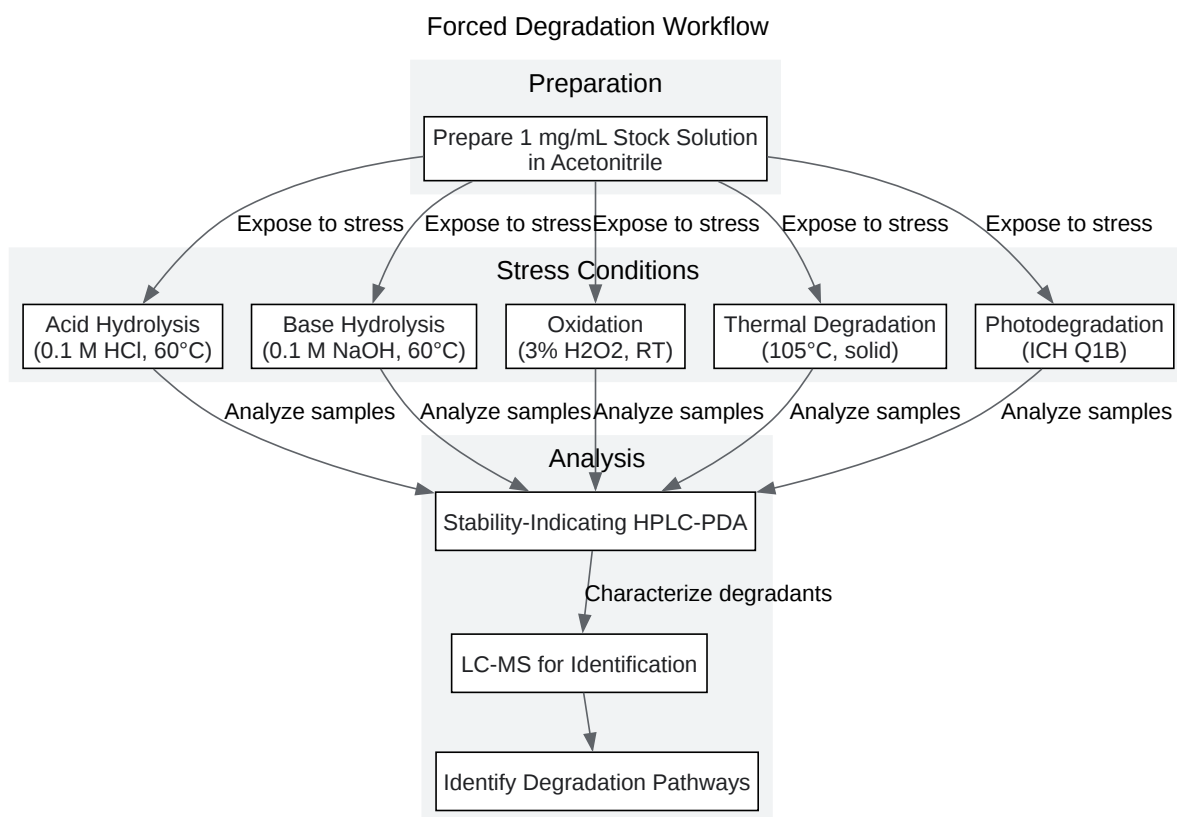 Forced Degradation Workflow
Preparation
Prepare 1 mg/mL Stock Solution
in Acetonitrile
Expose to stress
Expose to stress
Expose to stress
Expose to stress
Expose to stress
Stress Conditions
Acid Hydrolysis
(0.1 M HCl, 60°C)
Base Hydrolysis
(0.1 M NaOH, 60°C)
Oxidation
(3% H2O2, RT)
Thermal Degradation
(105°C, solid)
Photodegradation
(ICH Q1B)
Analyze samples
Analyze samples
Analyze samples
Analyze samples
Analyze samples
Analysis
Stability-Indicating HPLC-PDA
Characterize degradants
LC-MS for Identification
Identify Degradation Pathways